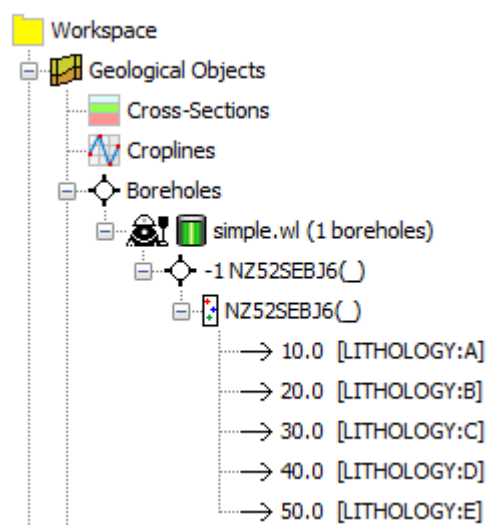 Workspace
Geological Objects
Cross-Sections
Croplines
Boreholes
simple.wl (1 boreholes)
-1 NZ52SEBJ6(_)
NZ52SEBJ6(_)
10.0 [LITHOLOGY:A]
20.0 [LITHOLOGY:B]
30.0 [LITHOLOGY:C]
40.0 [LITHOLOGY:D]
50.0 [LITHOLOGY:E]